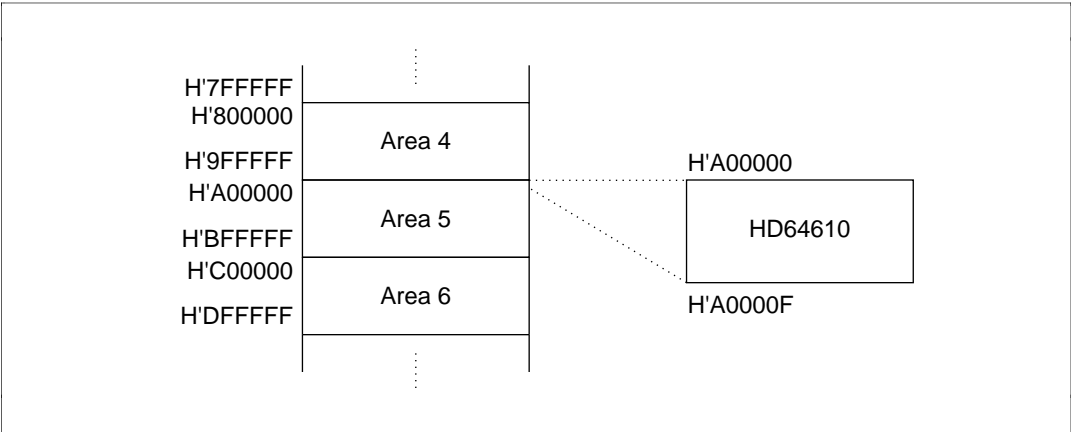 H'7FFFFF
H'800000
Area 4
H'9FFFFF
H'A00000
Area 5
H'BFFFFF
H'C00000
Area 6
H'DFFFFF
H'A00000
HD64610
H'A0000F